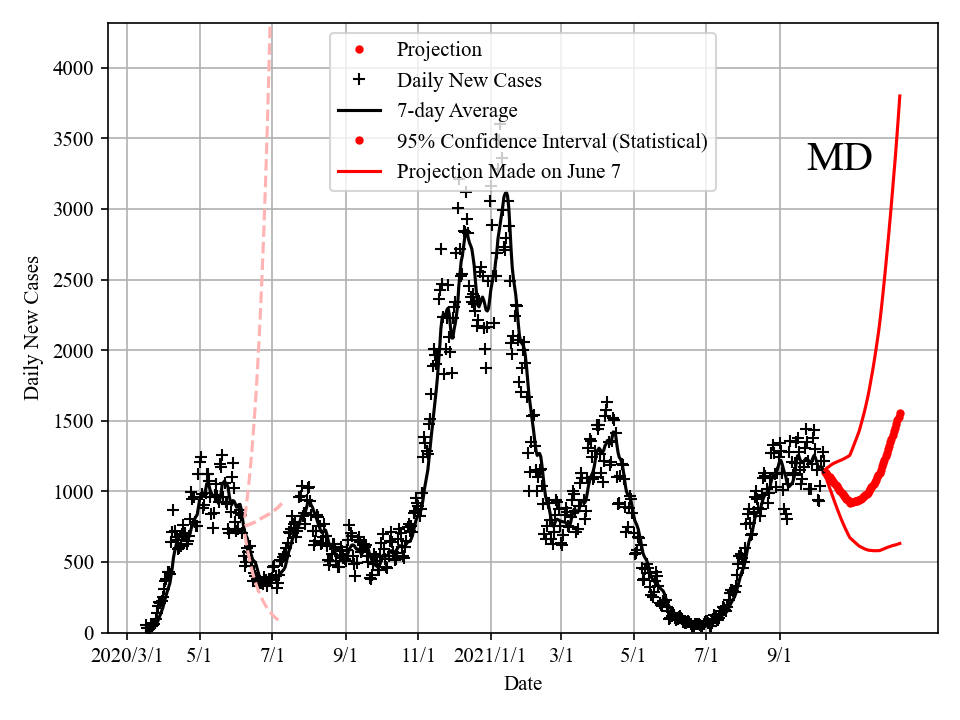 Projection
Daily New Cases
7-day Average
95% Confidence Interval (Statistical)
Projection Made on June 7
MD
4000
3500
3000
2500
2000
1500
1000
500
0
Daily New Cases
2020/3/1 5/1 7/1 9/1 11/1 2021/1/1 3/1 5/1 7/1 9/1
Date